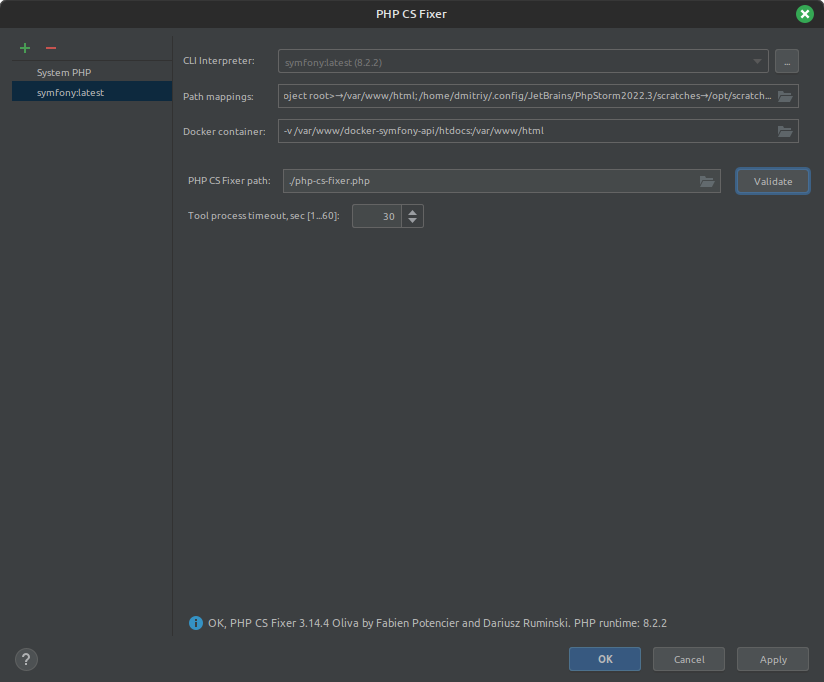 PHP CS Fixer
System PHP
symfony:latest
CLI Interpreter:
symfony:latest (8.2.2)
...
Path mappings:
oject root>→/var/www/html; /home/dmitriy/.config/JetBrains/PhpStorm2022.3/scratches→/opt/scratch...
Docker container:
-v /var/www/docker-symfony-api/htdocs:/var/www/html
PHP CS Fixer path:
./php-cs-fixer.php
Validate
Tool process timeout, sec [1...60]:
30
OK, PHP CS Fixer 3.14.4 Oliva by Fabien Potencier and Dariusz Ruminski. PHP runtime: 8.2.2
?
OK
Cancel
Apply